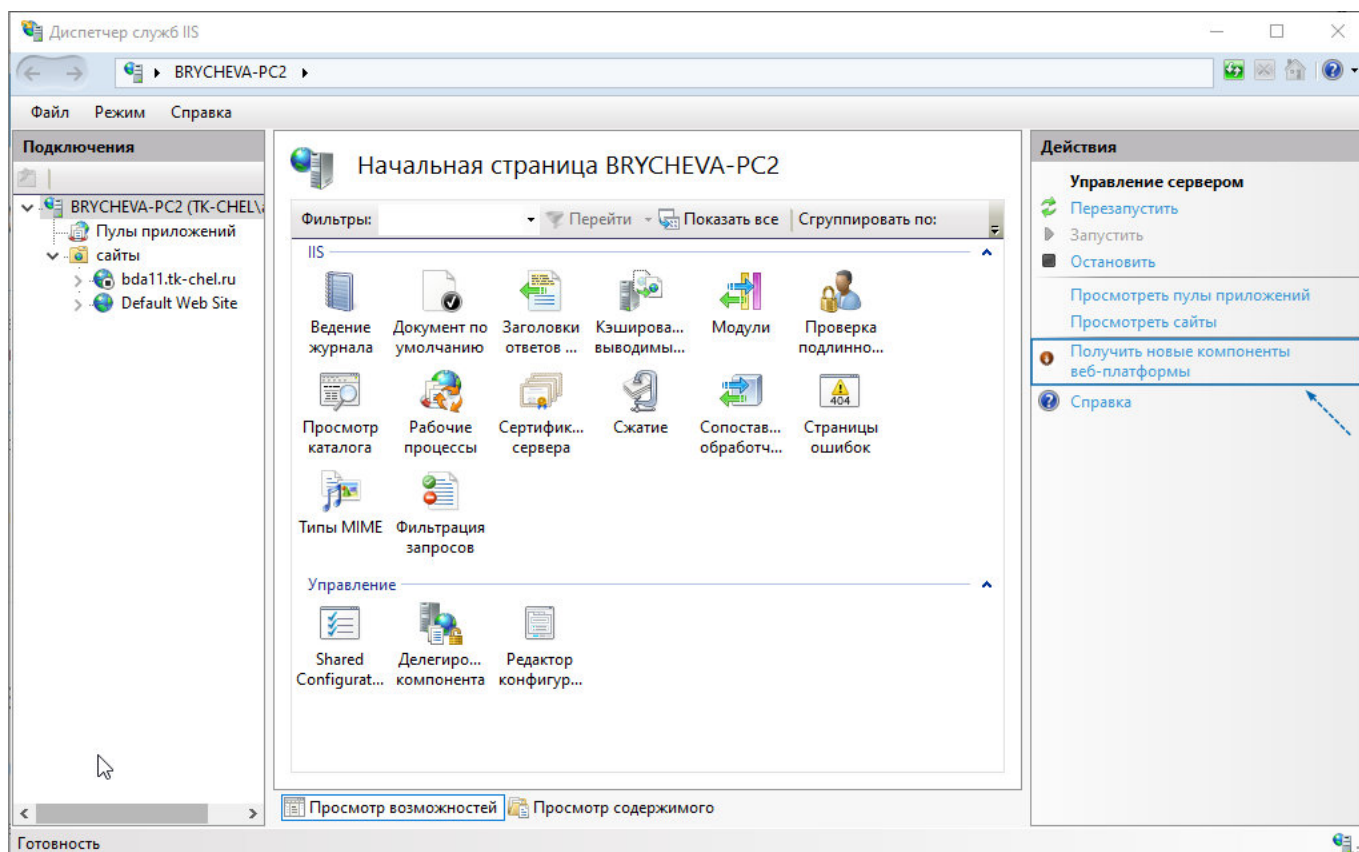 Диспетчер служб IIS
BRYCHEVA-PC2
Файл Режим Справка
Подключения
BRYCHEVA-PC2 (TK-CHEL\
Пулы приложений
сайты
bda11.tk-chel.ru
Default Web Site
Начальная страница BRYCHEVA-PC2
Фильтры: Перейти Показать все Сгруппировать по:
IIS
Ведение журнала
Документ по умолчанию
Заголовки ответов ...
Кэширова... выводимы...
Модули
Проверка подлинно...
Просмотр каталога
Рабочие процессы
Сертифик... сервера
Сжатие
Сопостав... обработч...
404
Страницы ошибок
Типы MIME
Фильтрация запросов
Управление
Shared Configurat...
Делегиро... компонента
Редактор конфигур...
Просмотр возможностей Просмотр содержимого
Действия
Управление сервером
Перезапустить
Запустить
Остановить
Просмотреть пулы приложений
Просмотреть сайты
Получить новые компоненты
веб-платформы
Справка
Готовность